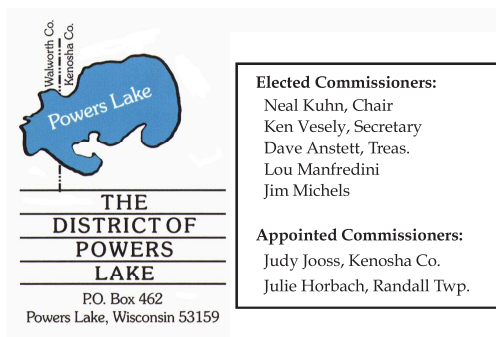 Walworth Co.
Kenosha Co.
Powers Lake
THE
DISTRICT OF
POWERS
LAKE
P.O. Box 462
Powers Lake, Wisconsin 53159
Elected Commissioners:
Neal Kuhn, Chair
Ken Vesely, Secretary
Dave Anstett, Treas.
Lou Manfredini
Jim Michels
Appointed Commissioners:
Judy Jooss, Kenosha Co.
Julie Horbach, Randall Twp.